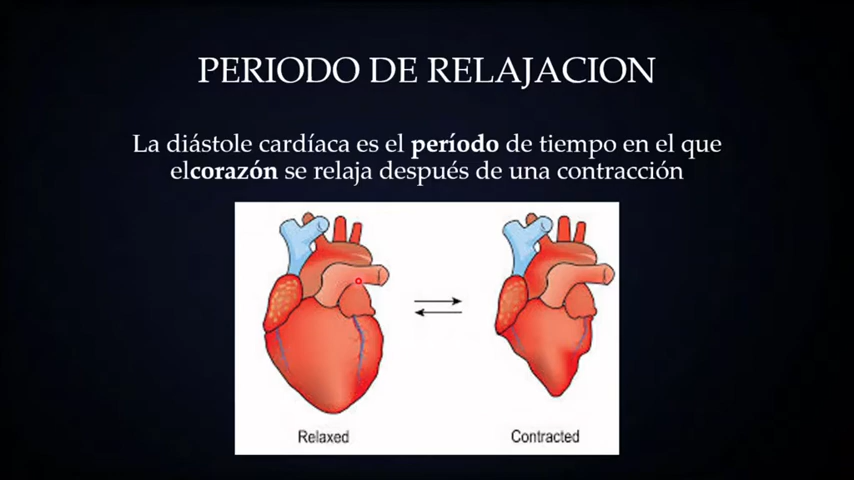 PERIODO DE RELAJACION
La diástole cardíaca es el período de tiempo en el que
elcorazón se relaja después de una contracción
Relaxed
Contracted